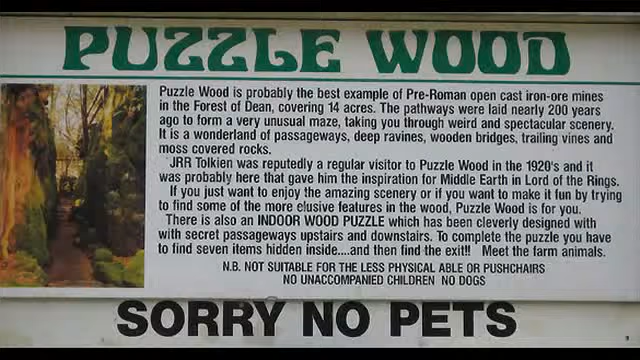 PUZZLE WOOD
Puzzle Wood is probably the best example of Pre-Roman open cast iron-ore mines
in the Forest of Dean, covering 14 acres. The pathways were laid nearly 200 years
ago to form a very unusual maze, taking you through weird and spectacular scenery.
It is a wonderland of passageways, deep ravines, wooden bridges, trailing vines and
moss covered rocks.
JRR Tolkien was reputedly a regular visitor to Puzzle Wood in the 1920's and it
was probably here that gave him the inspiration for Middle Earth in Lord of the Rings.
If you just want to enjoy the amazing scenery or if you want to make it fun by trying
to find some of the more elusive features in the wood, Puzzle Wood is for you.
There is also an INDOOR WOOD PUZZLE which has been cleverly designed with
with secret passageways upstairs and downstairs. To complete the puzzle you have
to find seven items hidden inside....and then find the exit!! Meet the farm animals.
N.B. NOT SUITABLE FOR THE LESS PHYSICAL ABLE OR PUSHCHAIRS
NO UNACCOMPANIED CHILDREN NO DOGS
SORRY NO PETS